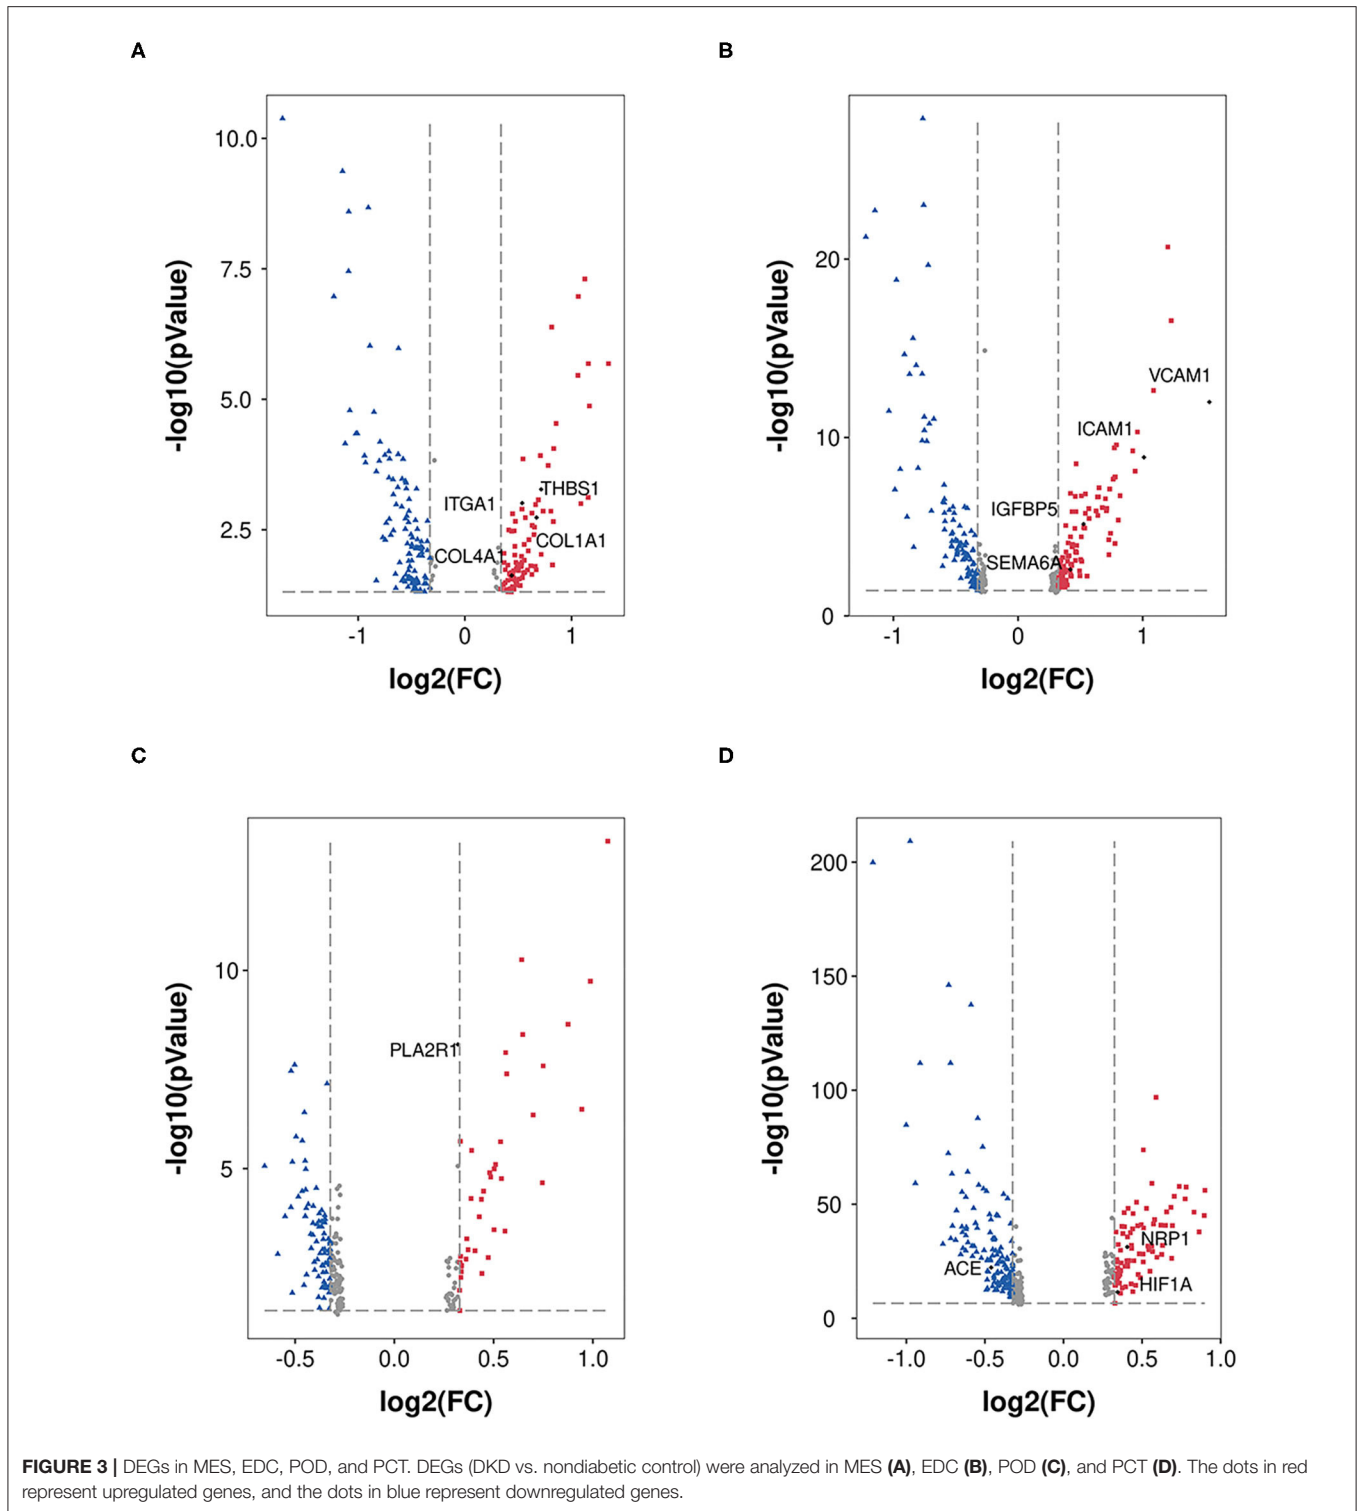 A
B
10.0
7.5
5.0
2.5
-log10(pValue)
ITGA1
THBS1
COL4A1
COL1A1
-1
0
1
log2(FC)
20
10
0
-log10(pValue)
VCAM1
ICAM1
IGFBP5
SEMA6A
-1
0
1
log2(FC)
C
D
10
5
-log10(pValue)
PLA2R1
-0.5
0.0
0.5
1.0
log2(FC)
200
150
100
50
0
-log10(pValue)
NRP1
ACE
HIF1A
-1.0
-0.5
0.0
0.5
1.0
log2(FC)
FIGURE 3 | DEGs in MES, EDC, POD, and PCT. DEGs (DKD vs. nondiabetic control) were analyzed in MES (A), EDC (B), POD (C), and PCT (D). The dots in red
represent upregulated genes, and the dots in blue represent downregulated genes.